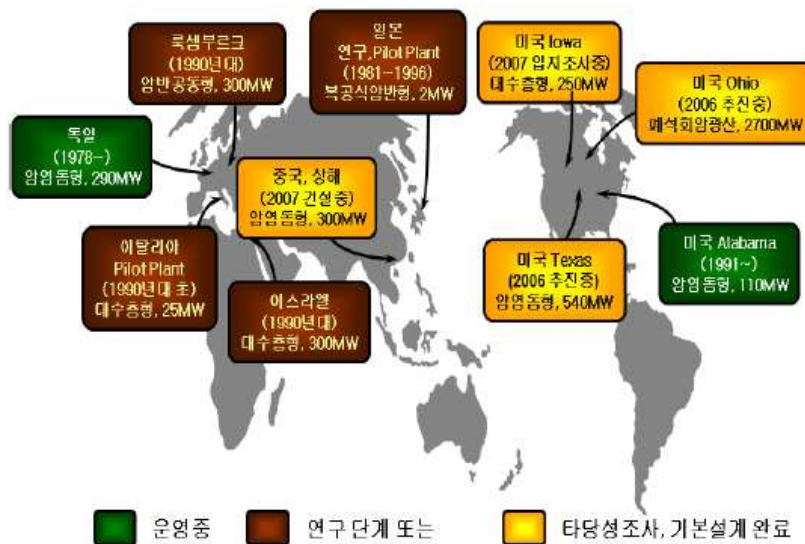 룩셈부르크
(1990년대)
암반공동형, 300MW
일본
연구,Pilot Plant
(1981-1996)
복공식암반형, 2MW
미국 Iowa
(2007 입지조사중)
대수층형, 250MW
미국 Ohio
(2006 추진중)
폐석회암광산, 2700MW
독일
(1978-)
암염돔형, 290MW
중국, 상해
(2007 건설 중)
암염돔형, 300MW
이탈리아
Pilot Plant
(1990년대 초)
대수층형, 25MW
이스라엘
(1990년대)
대수층형, 300MW
미국 Texas
(2006 추진중)
암염돔형, 540MW
미국 Alabama
(1991~)
암염돔형, 110MW
운영중
연구 단계 또는
타당성조사, 기본설계 완료